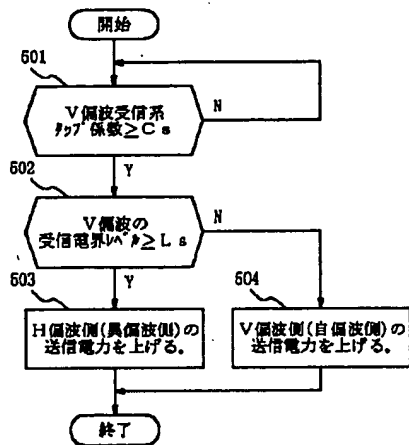 開始
501
V偏波受信系
タップ係数≧Cs
N
Y
502
V偏波の
受信電界レベル≧Ls
N
Y
503
H偏波側(異偏波側)の
送信電力を上げる。
504
V偏波側(自偏波側)の
送信電力を上げる。
終了